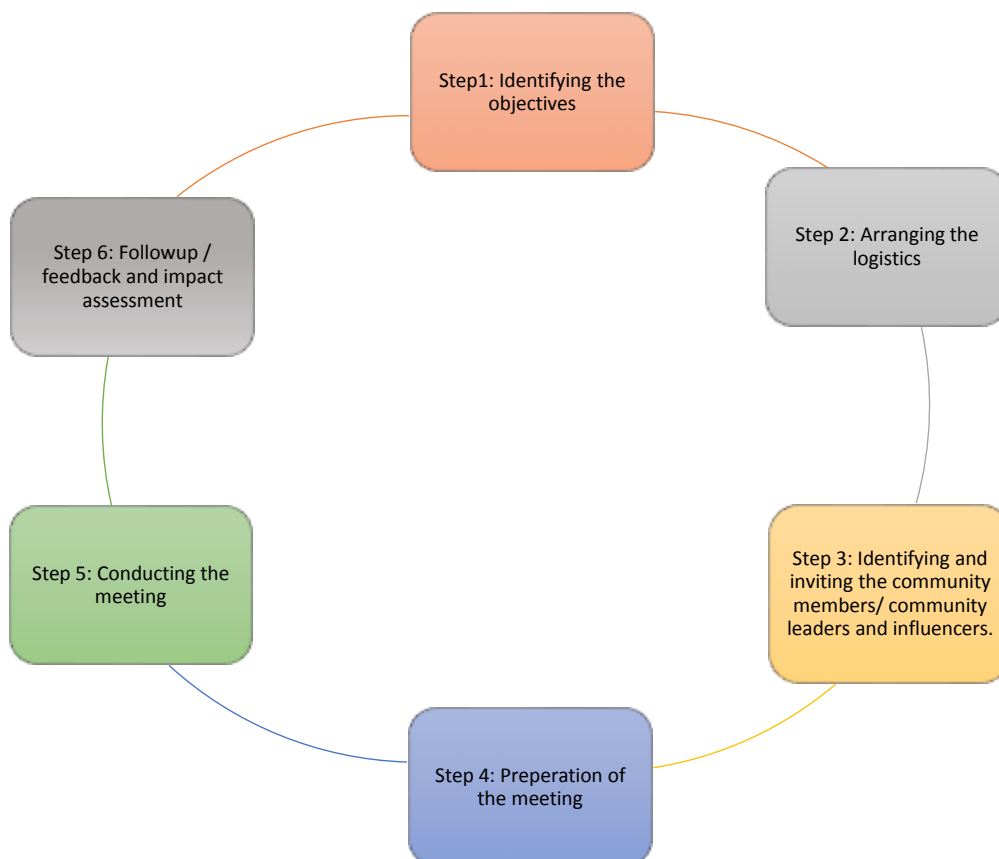 Step1: Identifying the
objectives
Step 2: Arranging the
logistics
Step 3: Identifying and
inviting the community
members/ community
leaders and influencers.
Step 4: Preperation of
the meeting
Step 5: Conducting the
meeting
Step 6: Followup /
feedback and impact
assessment